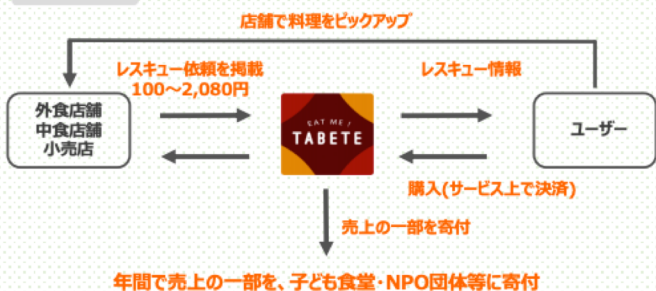 店舗で料理をピックアップ
レスキュー依頼を掲載
100～2,080円
レスキュー情報
外食店舗
中食店舗
小売店
EAT ME !
TABETE
ユーザー
購入(サービス上で決済)
売上の一部を寄付
年間で売上の一部を、子ども食堂・NPO団体等に寄付